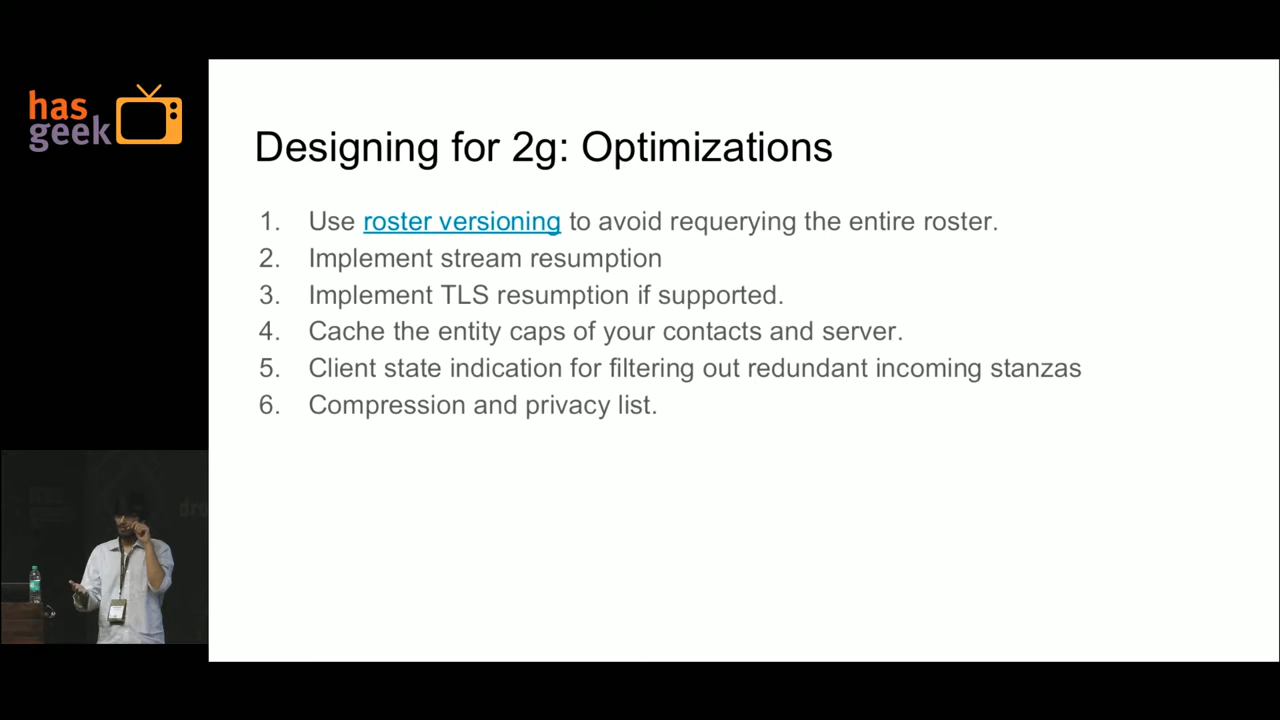 has
geek
Designing for 2g: Optimizations
1. Use roster versioning to avoid requerying the entire roster.
2. Implement stream resumption
3. Implement TLS resumption if supported.
4. Cache the entity caps of your contacts and server.
5. Client state indication for filtering out redundant incoming stanzas
6. Compression and privacy list.